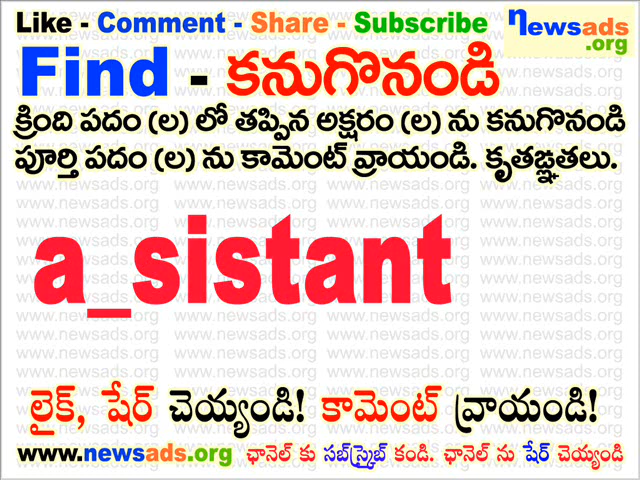 Like - Comment - Share - Subscribe
newsads
.org
Find - కనుగొనండి
క్రింది పదం (ల) లో తప్పిన అక్షరం (ల) ను కనుగొనండి
పూర్తి పదం (ల) ను కామెంట్ వ్రాయండి. కృతజ్ఞతలు.
a_sistant
లైక్, షేర్ చెయ్యండి! కామెంట్ వ్రాయండి!
www.newsads.org ఛానెల్ కు సబ్‌స్క్రైబ్ కండి. ఛానెల్ ను షేర్ చెయ్యండి